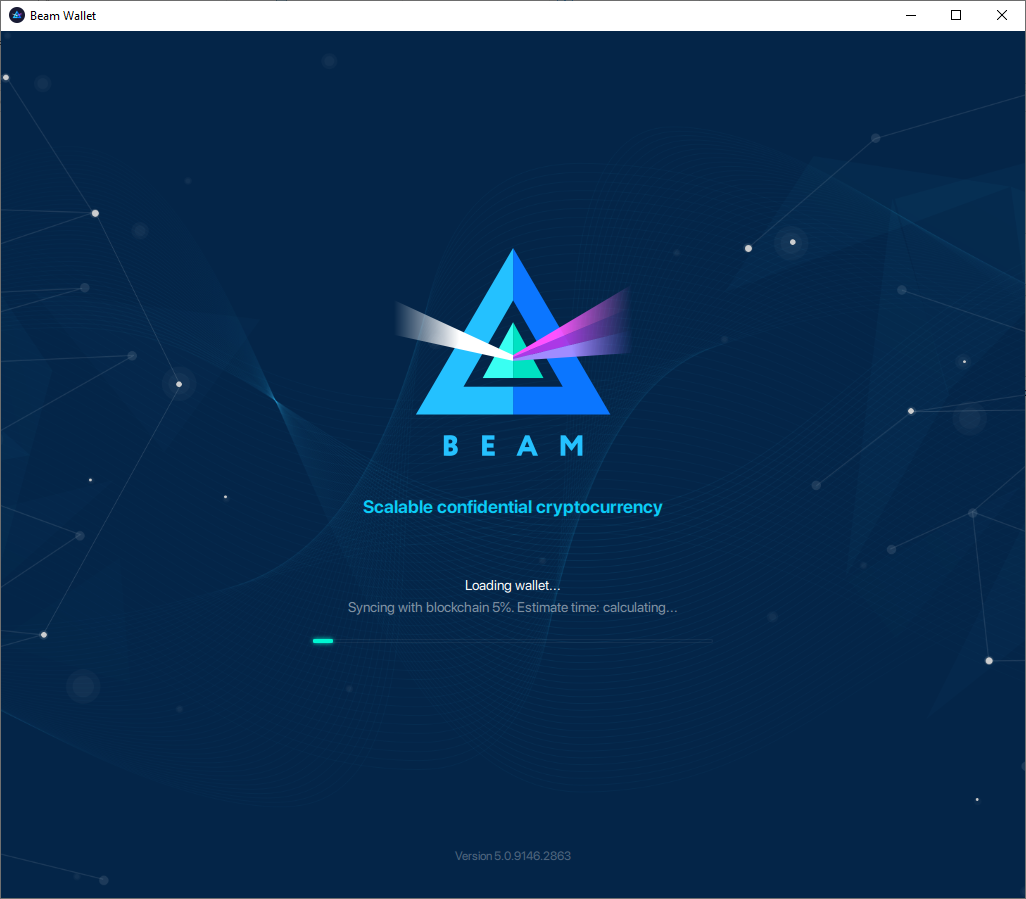 Beam Wallet
BEAM
Scalable confidential cryptocurrency
Loading wallet...
Syncing with blockchain 5%. Estimate time: calculating...
Version 5.0.9146.2863